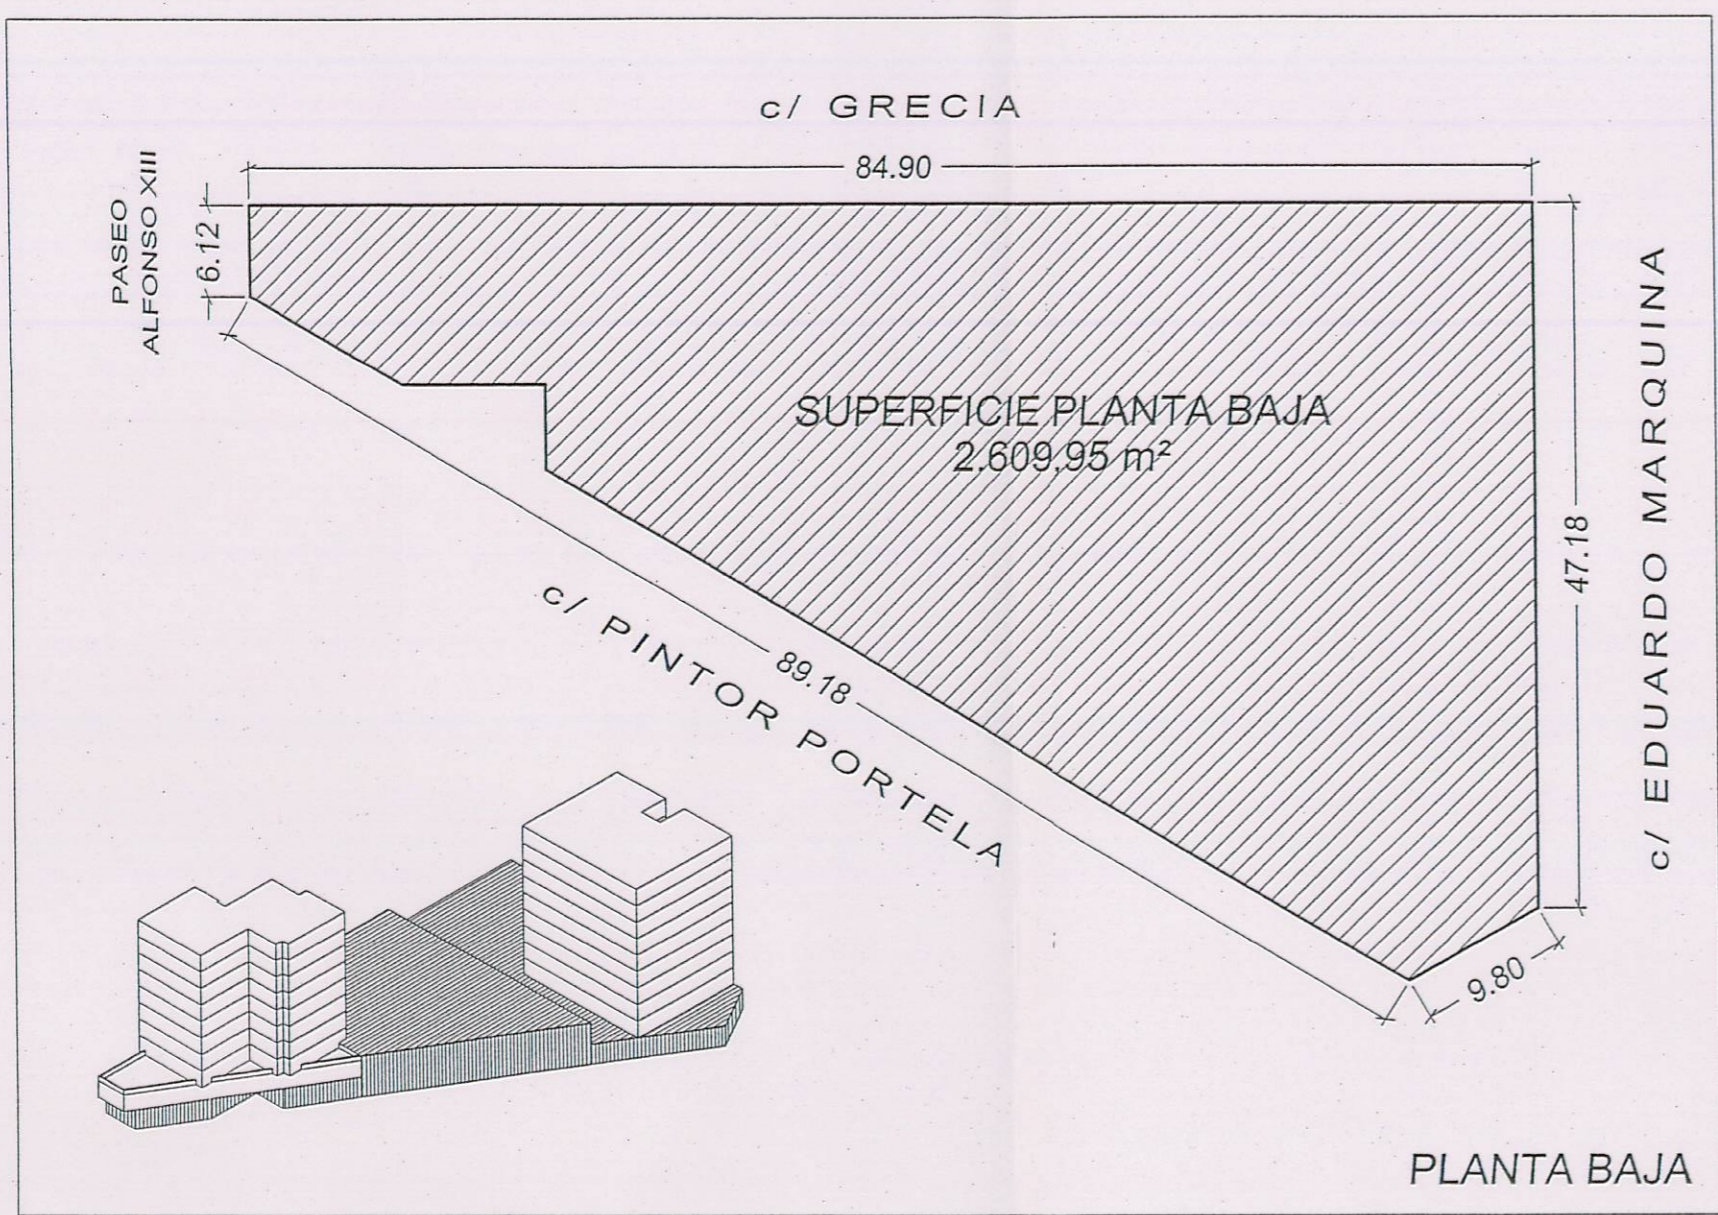 c/ GRECIA
84.90
PASEO
ALFONSO XIII
6.12
SUPERFICIE PLANTA BAJA
2.609,95 m²
47.18
c/ EDUARDO MARQUINA
89.18
c/ PINTOR PORTELA
9.80
PLANTA BAJA